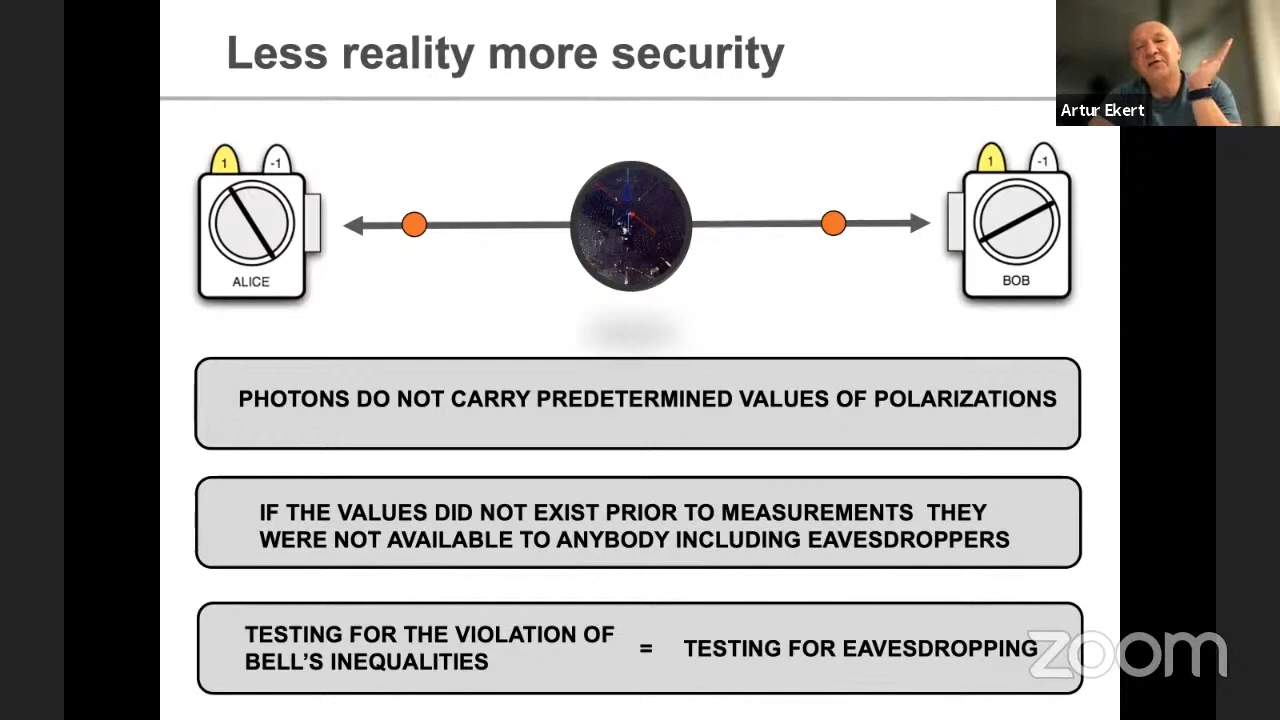 Less reality more security
Artur Ekert
1 -1
1 -1
ALICE
BOB
PHOTONS DO NOT CARRY PREDETERMINED VALUES OF POLARIZATIONS
IF THE VALUES DID NOT EXIST PRIOR TO MEASUREMENTS THEY
WERE NOT AVAILABLE TO ANYBODY INCLUDING EAVESDROPPERS
TESTING FOR THE VIOLATION OF
BELL'S INEQUALITIES
= TESTING FOR EAVESDROPPING
zoom